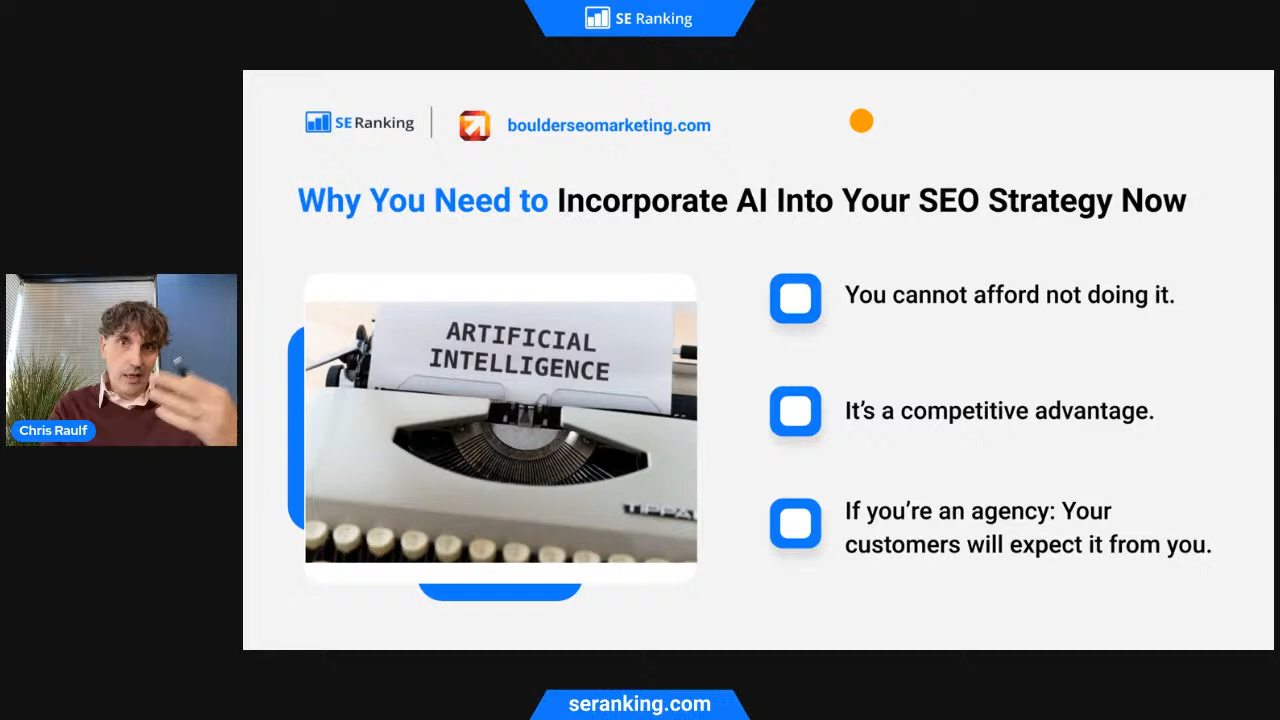 SE Ranking
SE Ranking
boulderseomarketing.com
Why You Need to Incorporate AI Into Your SEO Strategy Now
ARTIFICIAL
INTELLIGENCE
You cannot afford not doing it.
It’s a competitive advantage.
If you’re an agency: Your
customers will expect it from you.
Chris Raulf
seranking.com